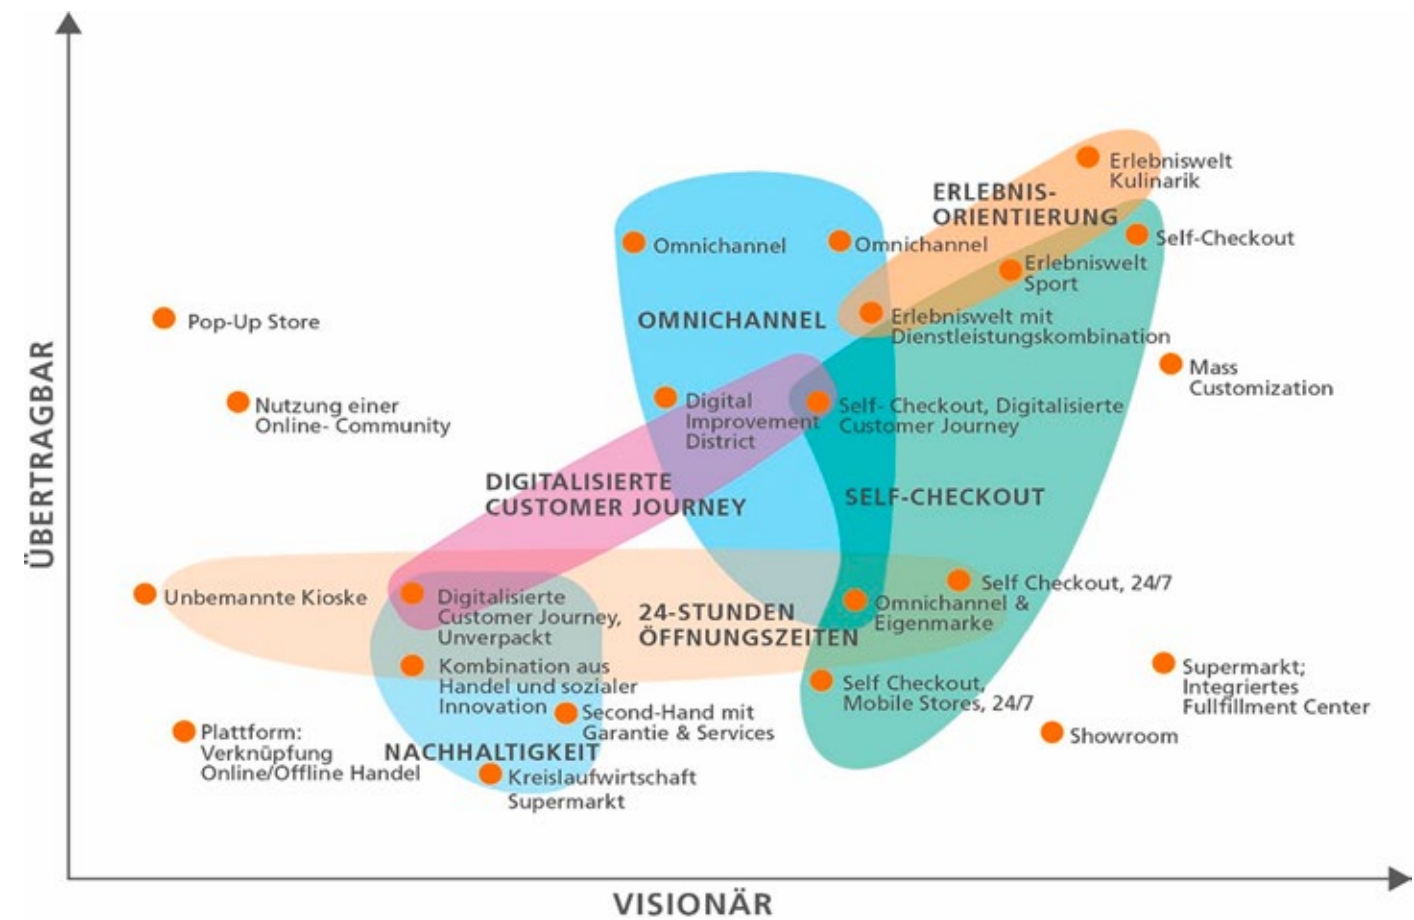 ÜBERTRAGBAR
Erlebniswelt
Kulinarik
ERLEBNIS-
ORIENTIERUNG
Omnichannel
Omnichannel
Self-Checkout
Erlebniswelt
Sport
Pop-Up Store
OMNICHANNEL
Erlebniswelt mit
Dienstleistungskombination
Mass
Customization
Nutzung einer
Online- Community
Digital
Improvement
District
Self- Checkout, Digitalisierte
Customer Journey
DIGITALISIERTE
CUSTOMER JOURNEY
SELF-CHECKOUT
Unbemannte Kioske
Digitalisierte
Customer Journey,
Unverpackt
24-STUNDEN
ÖFFNUNGSZEITEN
Self Checkout, 24/7
Omnichannel &
Eigenmarke
Kombination aus
Handel und sozialer
Innovation
Self Checkout,
Mobile Stores, 24/7
Supermarkt;
Integriertes
Fullfillment Center
Second-Hand mit
Garantie & Services
Showroom
Plattform:
Verknüpfung
Online/Offline Handel
NACHHALTIGKEIT
Kreislaufwirtschaft
Supermarkt
VISIONÄR